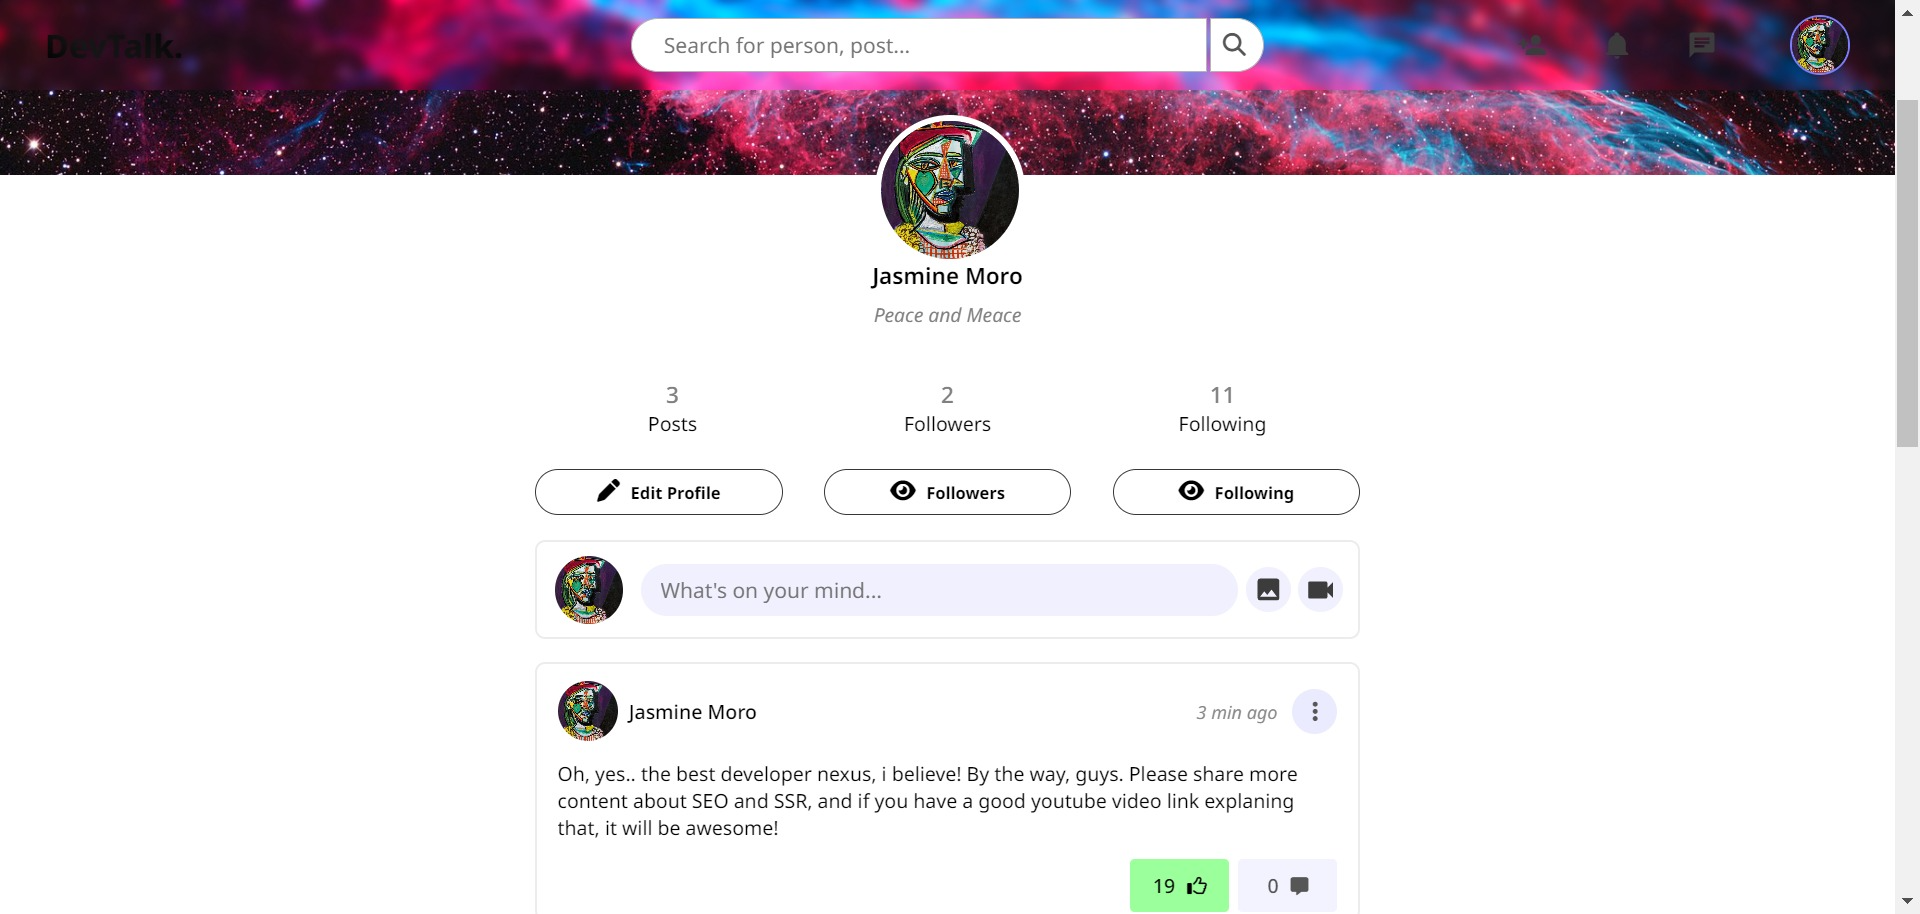 DevTalk.
Search for person, post...
Jasmine Moro
Peace and Meace
3
2
11
Posts
Followers
Following
Edit Profile
Followers
Following
What's on your mind...
Jasmine Moro
3 min ago
Oh, yes.. the best developer nexus, i believe! By the way, guys. Please share more
content about SEO and SSR, and if you have a good youtube video link explaning
that, it will be awesome!
19
0